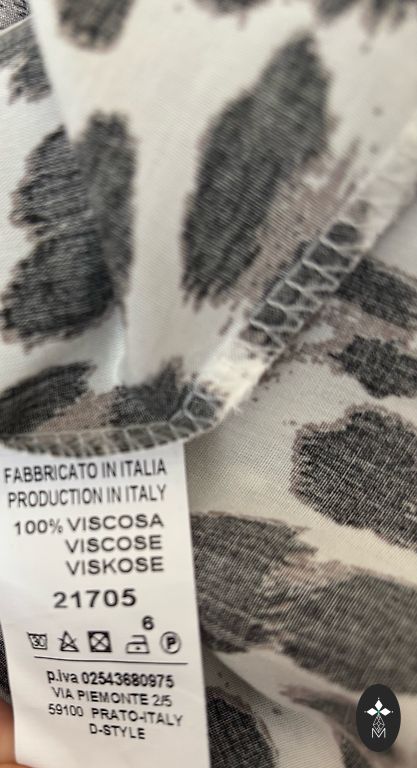 FABBRICATO IN ITALIA
PRODUCTION IN ITALY
100% VISCOSA
VISCOSE
VISKOSE
21705
6
30 P
p.Iva 02543680975
VIA PIEMONTE 2/5
59100 PRATO-ITALY
D-STYLE
M